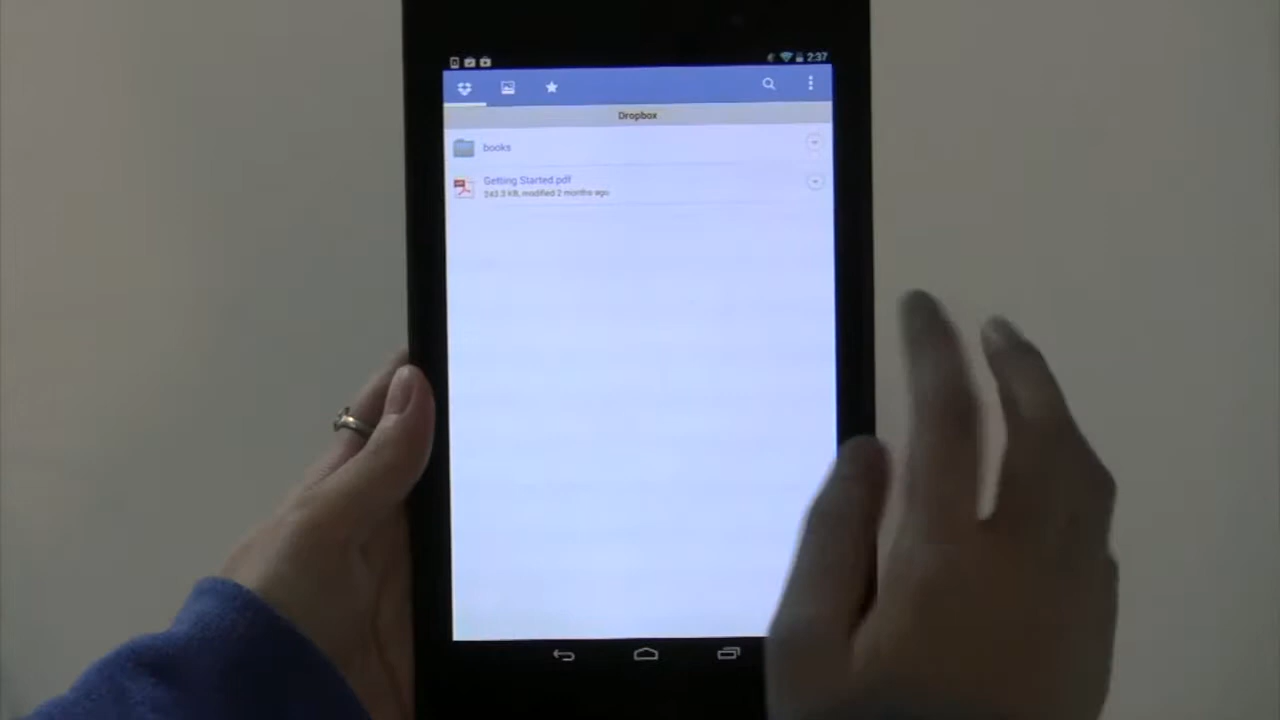 2:37
Dropbox
books
Getting Started.pdf
243.3 KB, modified 2 months ago